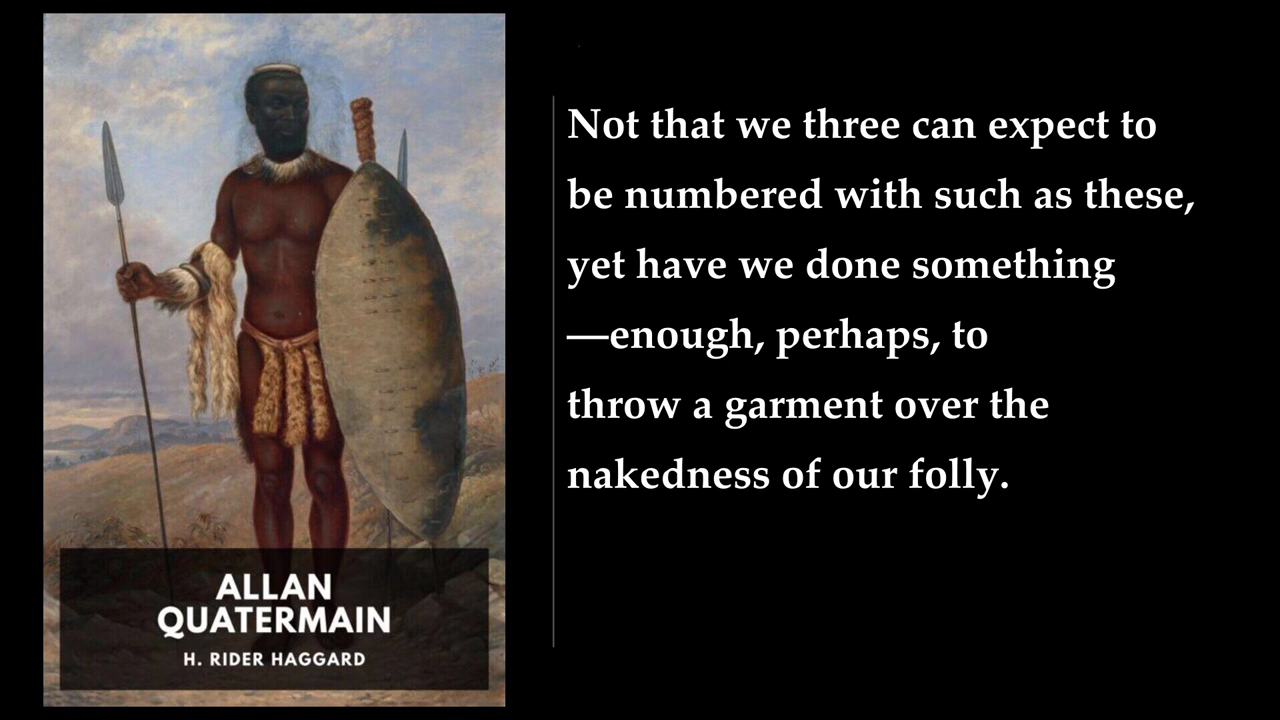 ALLAN
QUATERMAIN
H. RIDER HAGGARD
Not that we three can expect to
be numbered with such as these,
yet have we done something
—enough, perhaps, to
throw a garment over the
nakedness of our folly.